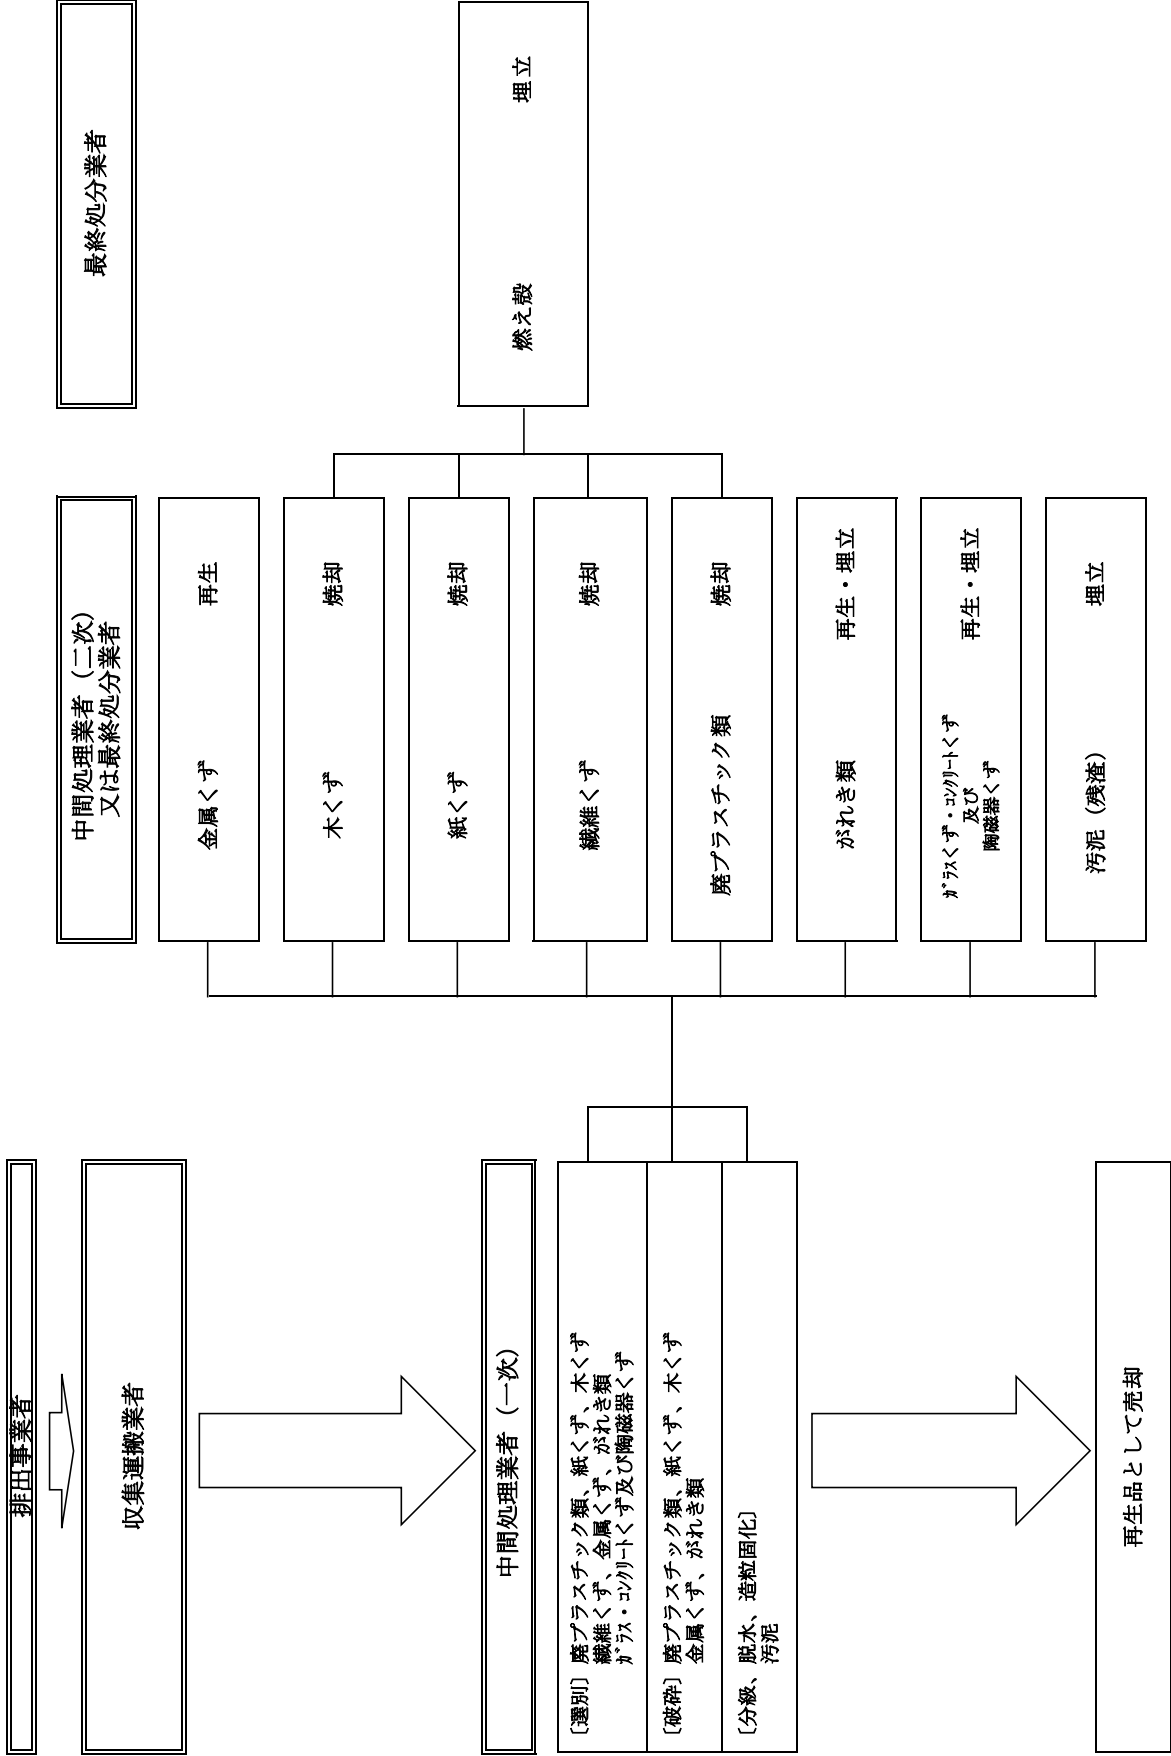 排出事業者
収集運搬業者
中間処理業者（一次）
〔選別〕廃プラスチック類、紙くず、木くず
繊維くず、金属くず、がれき類
ｶﾞﾗｽ・ｺﾝｸﾘｰﾄくず及び陶磁器くず
〔破砕〕廃プラスチック類、紙くず、木くず
金属くず、がれき類
〔分級、脱水、造粒固化〕
汚泥
再生品として売却
中間処理業者（二次）
又は最終処分業者
金属くず 再生
木くず 焼却
紙くず 焼却
繊維くず 焼却
廃プラスチック類 焼却
がれき類 再生・埋立
ｶﾞﾗｽくず・ｺﾝｸﾘｰﾄくず
及び 再生・埋立
陶磁器くず
汚泥（残渣） 埋立
最終処分業者
燃え殻 埋立